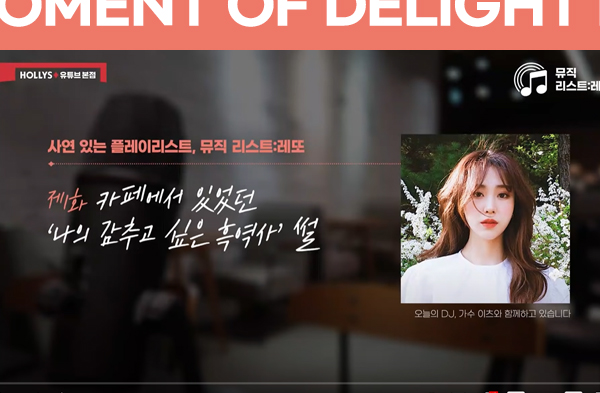 OMENT OF DELIGHT
HOLLYS 유튜브 본점
뮤직
리스트:레
사연 있는 플레이리스트, 뮤직 리스트:레또
제1화 카페에서 있었던
‘나의 감추고 싶은 흑역사’ 썰
오늘의 DJ, 가수 이츠와 함께하고 있습니다